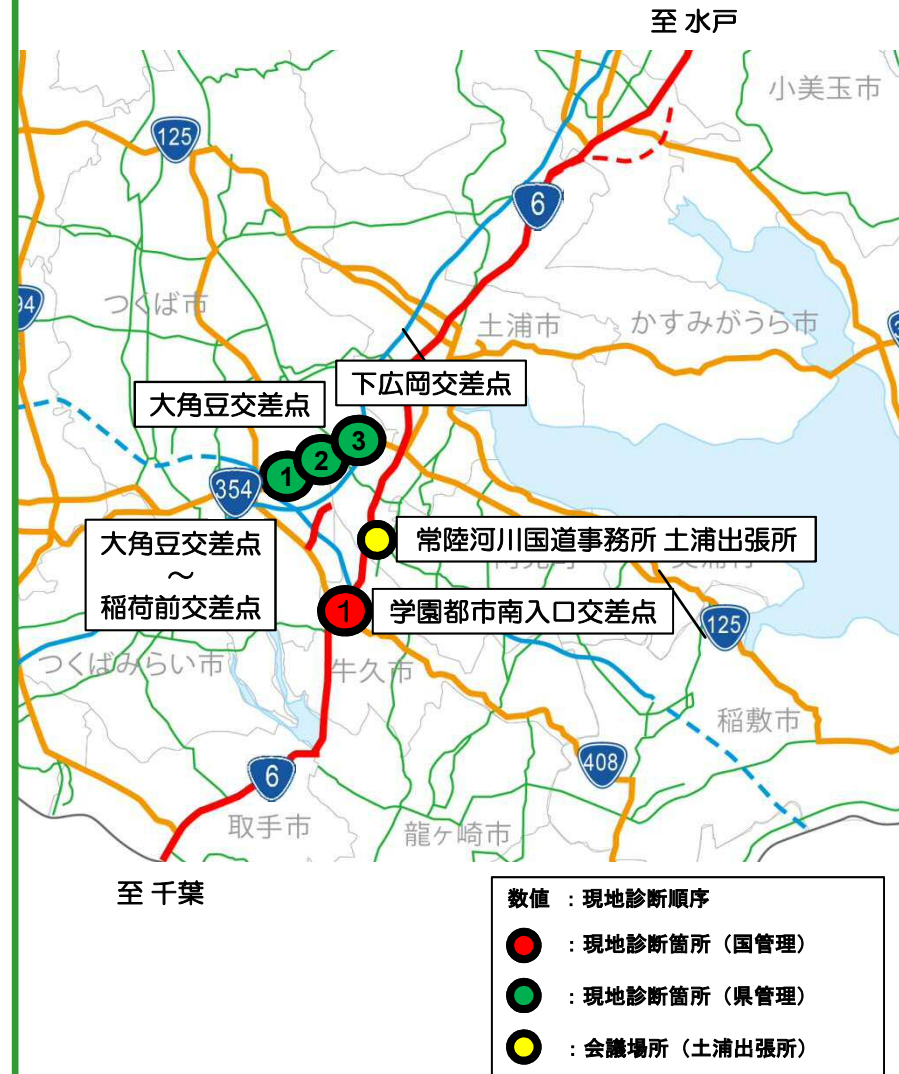 至 水戸
小美玉市
125
6
つくば市
94
土浦市
かすみがうら市
下広岡交差点
大角豆交差点
3
2
1
354
大角豆交差点
~
稲荷前交差点
常陸河川国道事務所 土浦出張所
1
学園都市南入口交差点
125
つくばみらい市
牛久市
稲敷市
408
6
取手市
龍ヶ崎市
至 千葉
数値 :現地診断順序
:現地診断箇所(国管理)
:現地診断箇所(県管理)
:会議場所(土浦出張所)